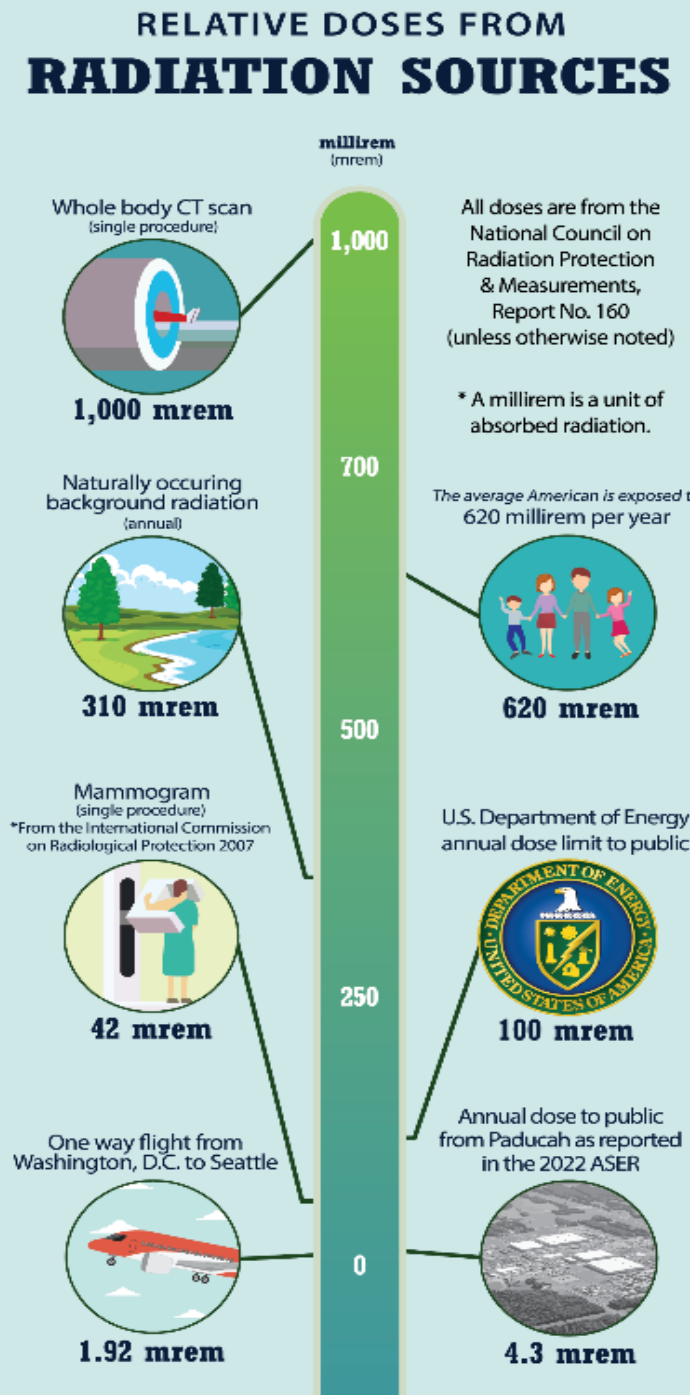 RELATIVE DOSES FROM
RADIATION SOURCES
millirem
(mrem)
Whole body CT scan
(single procedure)
1,000 mrem
1,000
All doses are from the
National Council on
Radiation Protection
& Measurements,
Report No. 160
(unless otherwise noted)
* A millirem is a unit of
absorbed radiation.
700
Naturally occuring
background radiation
(annual)
310 mrem
The average American is exposed t
620 millirem per year
620 mrem
500
Mammogram
(single procedure)
*From the International Commission
on Radiological Protection 2007
42 mrem
U.S. Department of Energy
annual dose limit to public
DEPARTMENT OF ENERGY
UNITED STATES OF AMERICA
100 mrem
250
One way flight from
Washington, D.C. to Seattle
1.92 mrem
Annual dose to public
from Paducah as reported
in the 2022 ASER
4.3 mrem
0